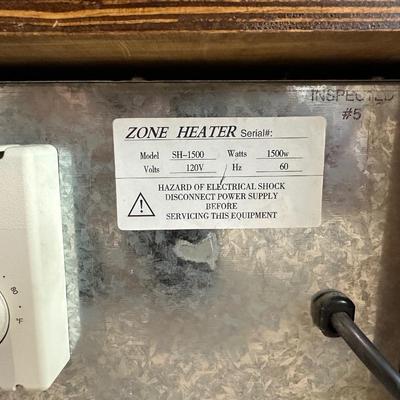 INSPECTED
#5
ZONE HEATER Serial#:
Model SH-1500 Watts 1500w
Volts 120V Hz 60
HAZARD OF ELECTRICAL SHOCK
DISCONNECT POWER SUPPLY
BEFORE
SERVICING THIS EQUIPMENT
80
°F